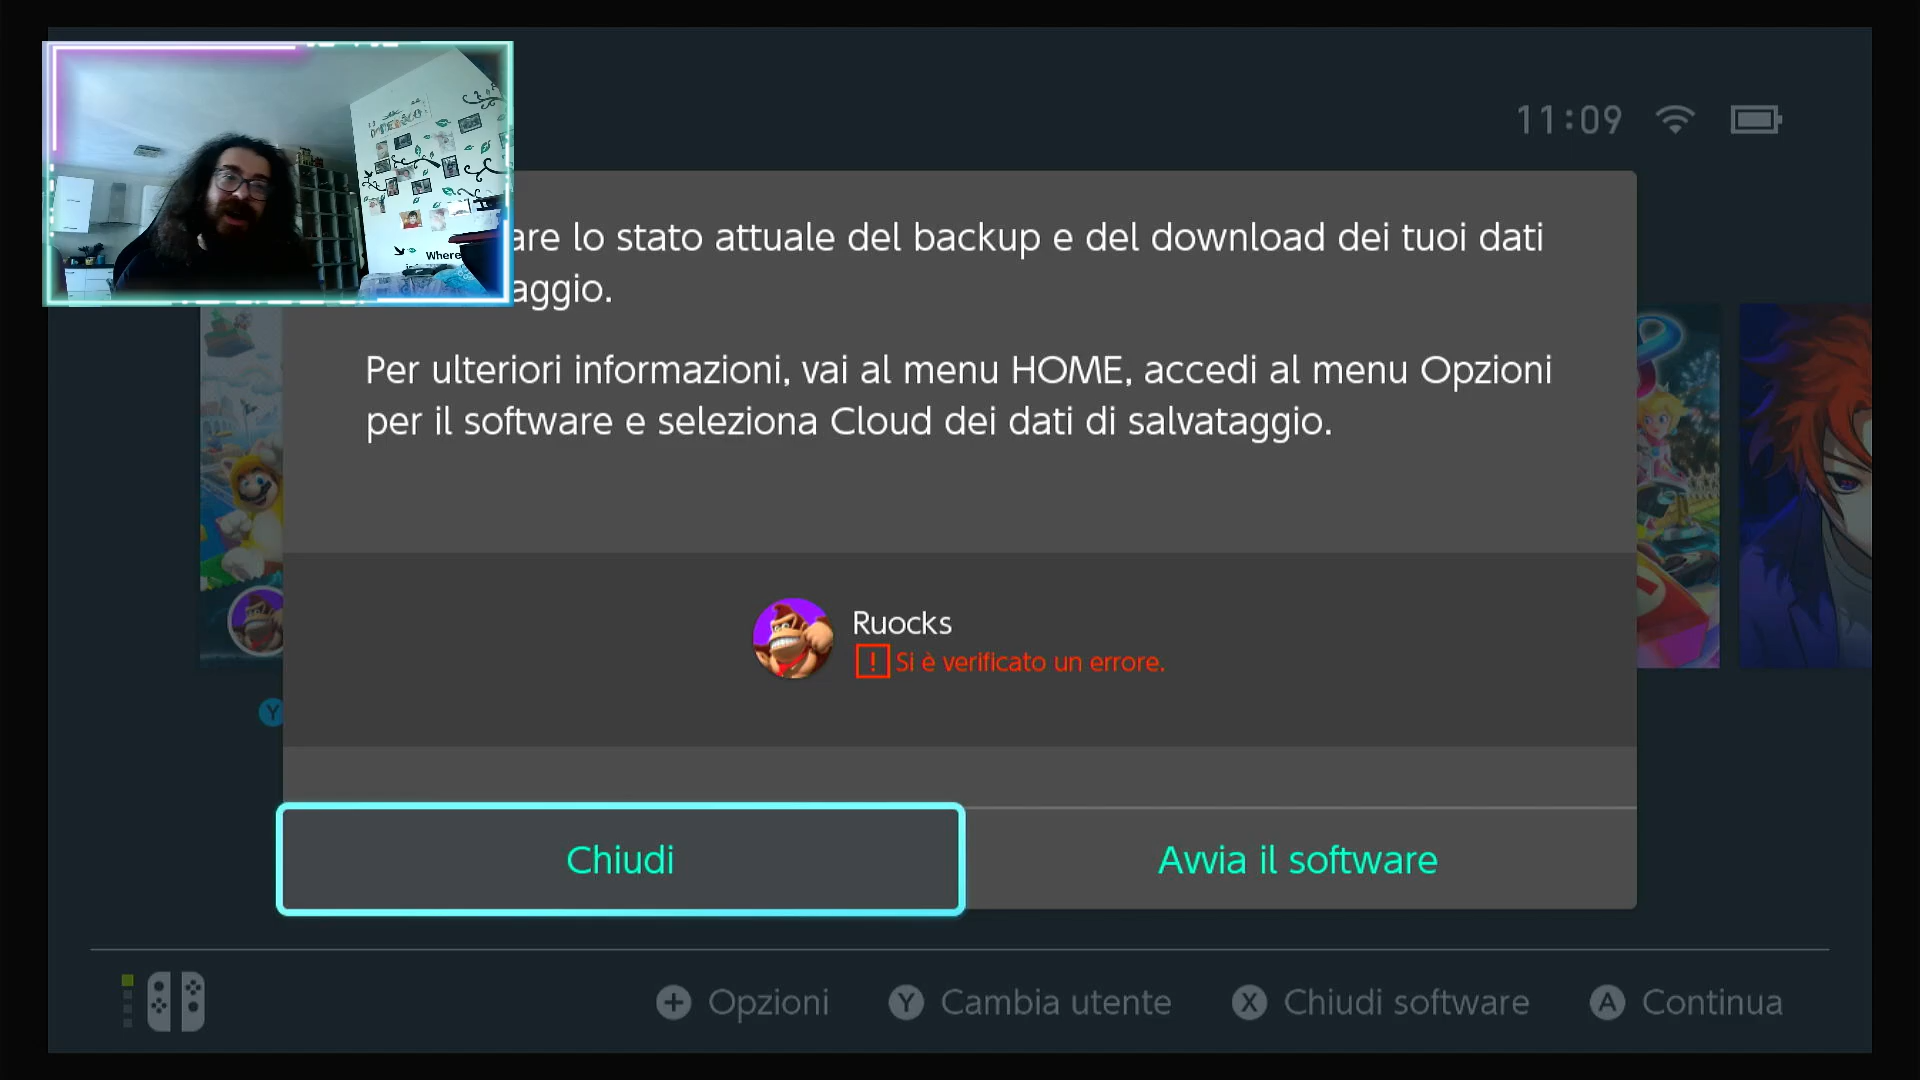 11:09
are lo stato attuale del backup e del download dei tuoi dati
aggio.
Per ulteriori informazioni, vai al menu HOME, accedi al menu Opzioni
per il software e seleziona Cloud dei dati di salvataggio.
Where
Ruocks
! Si è verificato un errore.
Y
Chiudi
Avvia il software
+ Opzioni
Y Cambia utente
X Chiudi software
A Continua